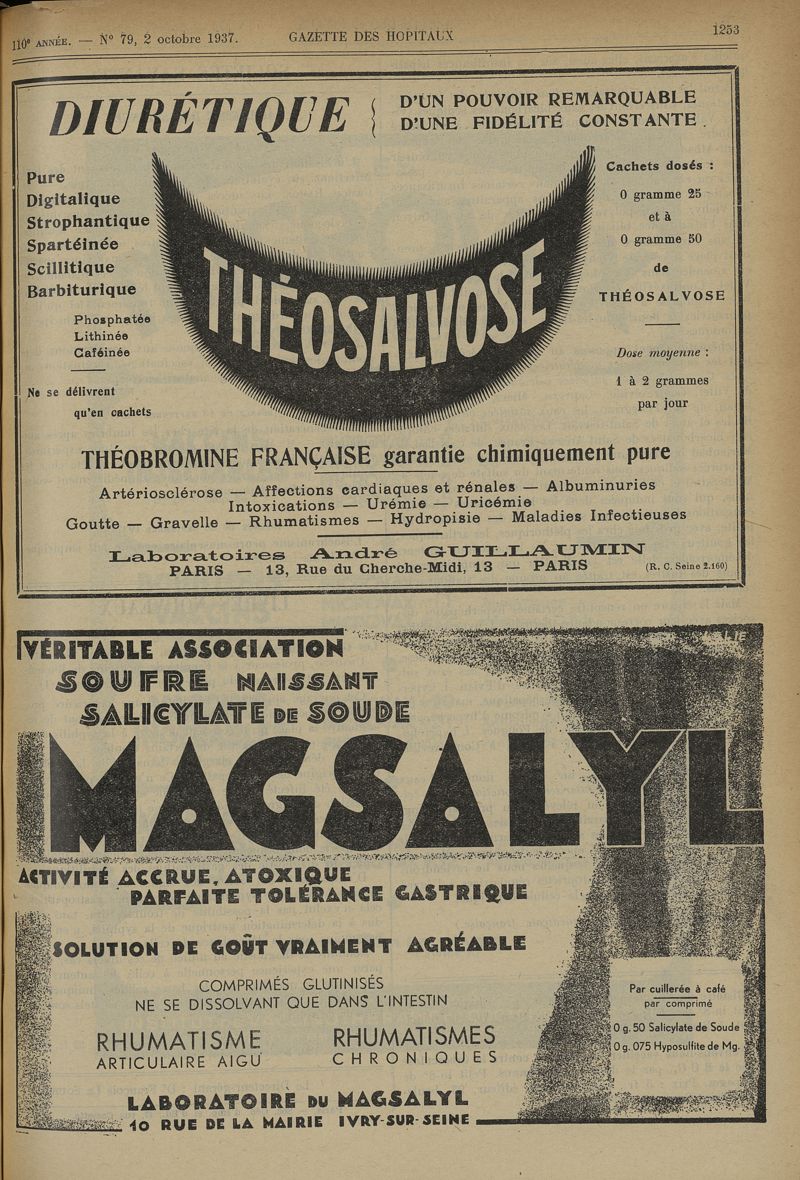 110e ANNÉE. — No 79, 2 octobre 1937.
GAZETTE DES HOPITAUX
1253
DIURÉTIQUE
D'UN POUVOIR REMARQUABLE
D'UNE FIDÉLITÉ CONSTANTE.
Pure
Digitalique
Strophantique
Spartéinée
Scillitique
Barbiturique
Phosphatée
Lithinée
Caféinée
Ne se délivrent
qu'en cachets
THÉOSALVOSE
Cachets dosés :
0 gramme 25
et à
0 gramme 50
de
THÉOSALVOSE
Dose moyenne :
1 à 2 grammes
par jour
THÉOBROMINE FRANÇAISE garantie chimiquement pure
Artériosclérose — Affections cardiaques et rénales — Albuminuries
Intoxications — Urémie — Uricémie
Goutte — Gravelle — Rhumatismes — Hydropisie — Maladies Infectieuses
Laboratoires André GUILLAUMIN
PARIS — 13, Rue du Cherche-Midi, 13 — PARIS
(R. C. Seine 2.160)
VÉRITABLE ASSOCIATION
SOUFRE NAISSANT
SALICYLATE DE SOUDE
MAGSALYL
ACTIVITÉ ACCRUE, ATOXIQUE
PARFAITE TOLÉRANCE GASTRIQUE
SOLUTION DE GOÛT VRAIMENT AGRÉABLE
COMPRIMÉS GLUTINISÉS
NE SE DISSOLVANT QUE DANS L'INTESTIN
RHUMATISME
ARTICULAIRE AIGU
RHUMATISMES
CHRONIQUES
Par cuillerée à café
par comprimé
0 g. 50 Salicylate de Soude
0 g. 075 Hyposulfite de Mg.
LABORATOIRE DU MAGSALYL
10 RUE DE LA MAIRIE IVRY-SUR-SEINE